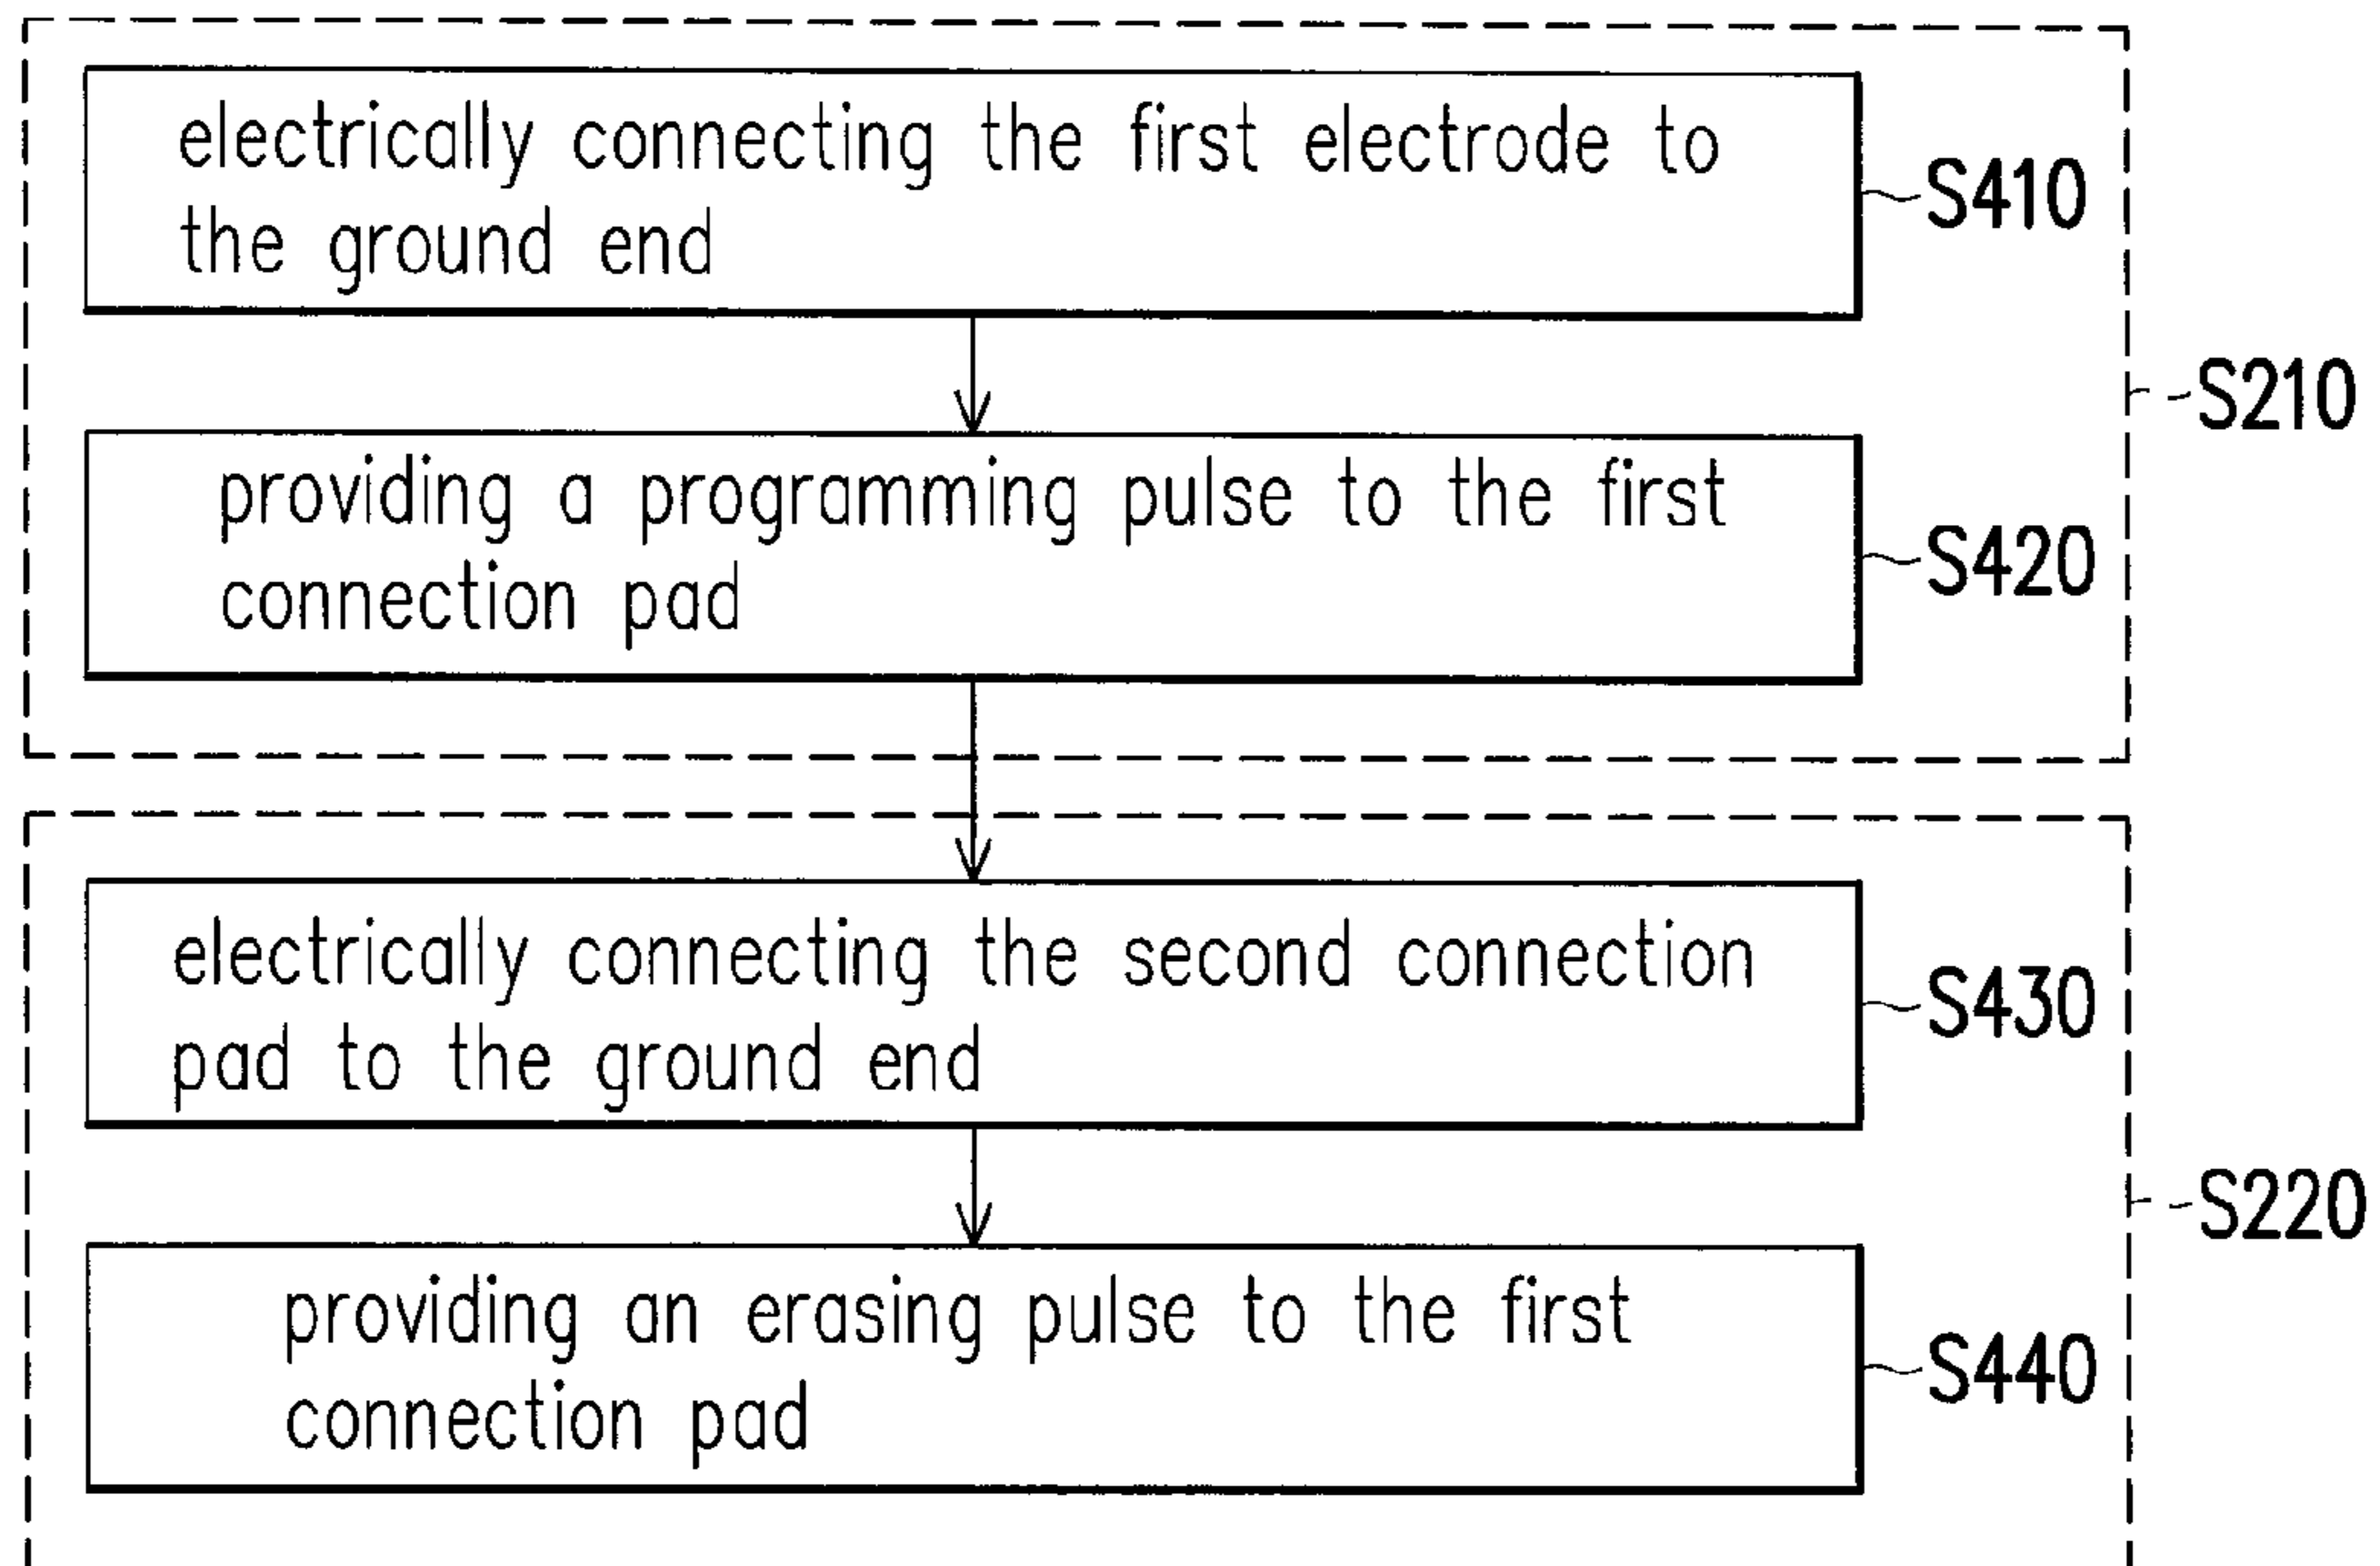 electrically connecting the first electrode to
the ground end
S410
S210
providing a programming pulse to the first
connection pad
S420
electrically connecting the second connection
pad to the ground end
S430
S220
providing an erasing pulse to the first
connection pad
S440